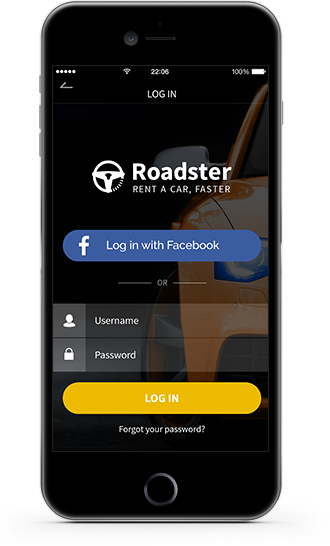 22:06
100%
LOG IN
Roadster
RENT A CAR, FASTER
f Log in with Facebook
OR
Username
Password
LOG IN
Forgot your password?